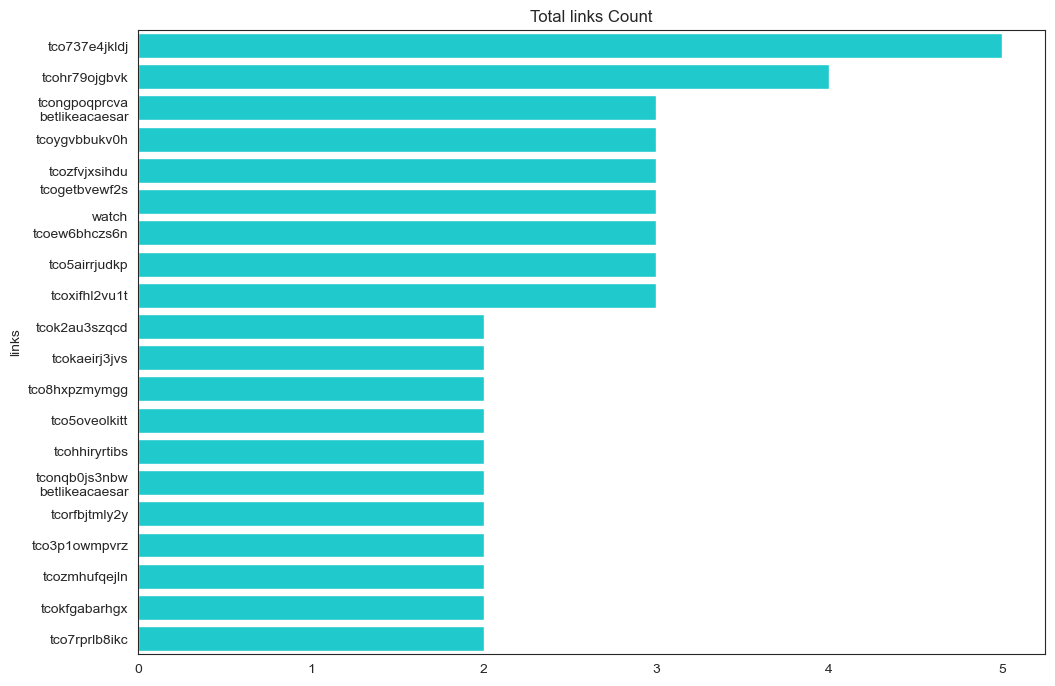 Total links Count
links
tco737e4jkldj
tcohr79ojgbvk
tcongpoqprcva
betlikeacaesar
tcoygvbbukv0h
tcozfvjxsihdu
tcogetbvewf2s
watch
tcoew6bhczs6n
tco5airrjudkp
tcoxifhl2vu1t
tcok2au3szqcd
tcokaeirj3jvs
tco8hxpzmymgg
tco5oveolkitt
tcohhiryrtibs
tconqb0js3nbw
betlikeacaesar
tcorfbjtmly2y
tco3p1owmpvrz
tcozmhufqejln
tcokfgabarhgx
tco7rprlb8ikc
0 1 2 3 4 5